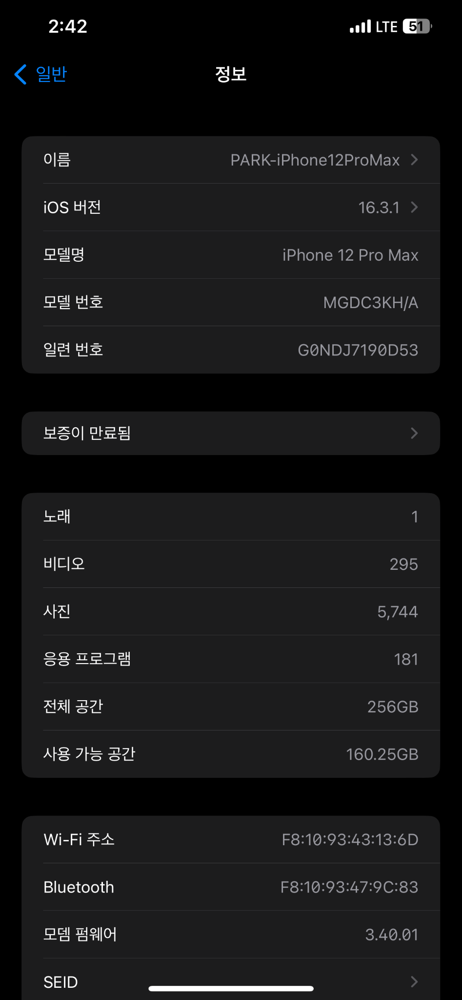 2:42 LTE 51
일반 정보
이름 PARK-iPhone12ProMax
iOS 버전 16.3.1
모델명 iPhone 12 Pro Max
모델 번호 MGDC3KH/A
일련 번호 G0NDJ7190D53
보증이 만료됨
노래 1
비디오 295
사진 5,744
응용 프로그램 181
전체 공간 256GB
사용 가능 공간 160.25GB
Wi-Fi 주소 F8:10:93:43:13:6D
Bluetooth F8:10:93:47:9C:83
모뎀 펌웨어 3.40.01
SEID